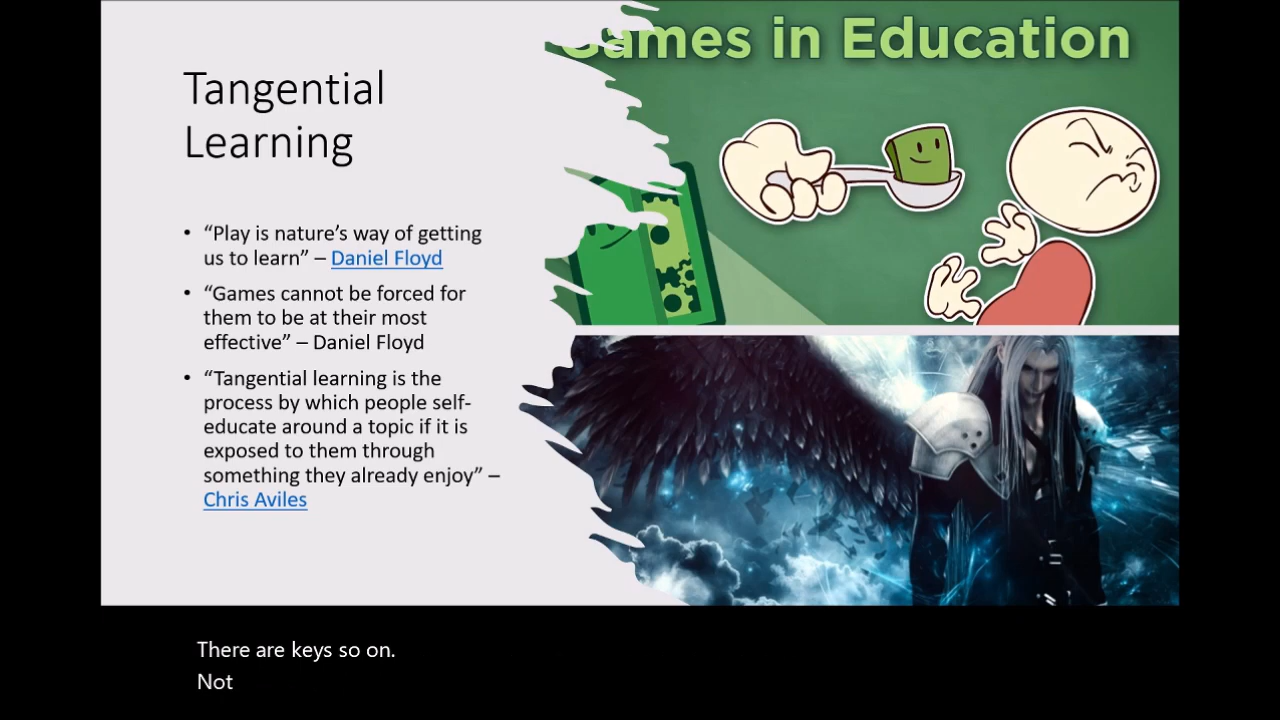 Games in Education
Tangential
Learning
• “Play is nature’s way of getting
us to learn” – Daniel Floyd
• “Games cannot be forced for
them to be at their most
effective” – Daniel Floyd
• “Tangential learning is the
process by which people self-
educate around a topic if it is
exposed to them through
something they already enjoy” –
Chris Aviles
There are keys so on.
Not